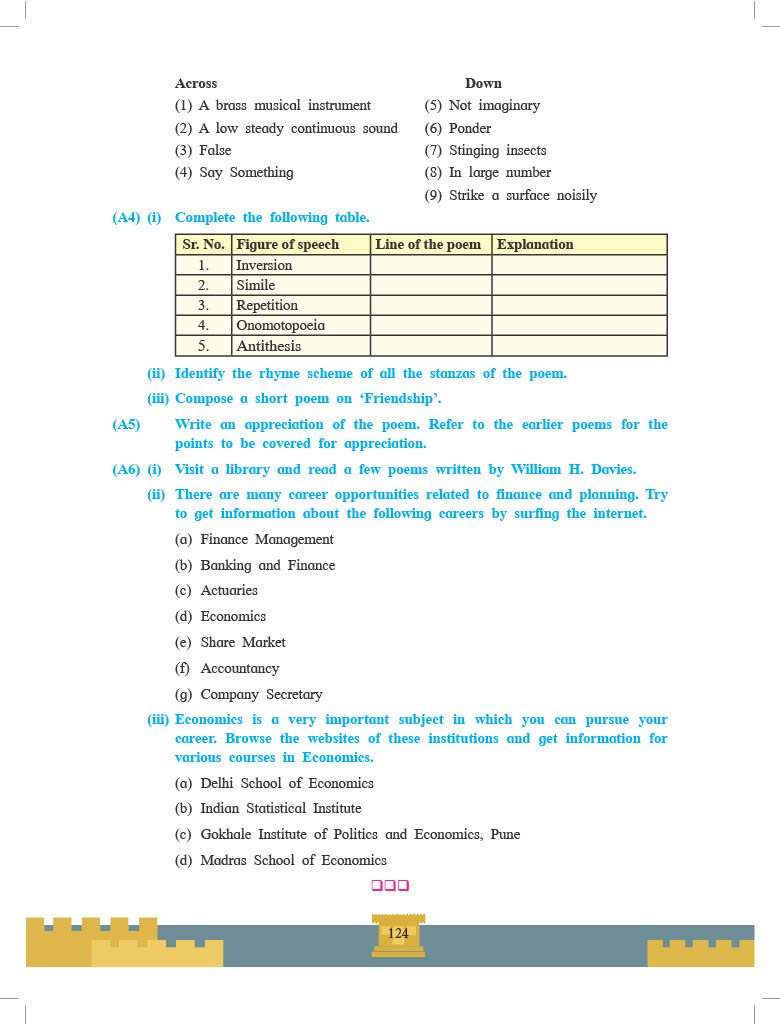 Across Down
(1) A brass musical instrument (5) Not imaginary
(2) A low steady continuous sound (6) Ponder
(3) False (7) Stinging insects
(4) Say Something (8) In large number
(9) Strike a surface noisily
(A4) (i) Complete the following table.
Sr. No. Figure of speech Line of the poem Explanation
1. Inversion
2. Simile
3. Repetition
4. Onomotopoeia
5. Antithesis
(ii) Identify the rhyme scheme of all the stanzas of the poem.
(iii) Compose a short poem on ‘Friendship’.
(A5) Write an appreciation of the poem. Refer to the earlier poems for the
points to be covered for appreciation.
(A6) (i) Visit a library and read a few poems written by William H. Davies.
(ii) There are many career opportunities related to finance and planning. Try
to get information about the following careers by surfing the internet.
(a) Finance Management
(b) Banking and Finance
(c) Actuaries
(d) Economics
(e) Share Market
(f) Accountancy
(g) Company Secretary
(iii) Economics is a very important subject in which you can pursue your
career. Browse the websites of these institutions and get information for
various courses in Economics.
(a) Delhi School of Economics
(b) Indian Statistical Institute
(c) Gokhale Institute of Politics and Economics, Pune
(d) Madras School of Economics
124